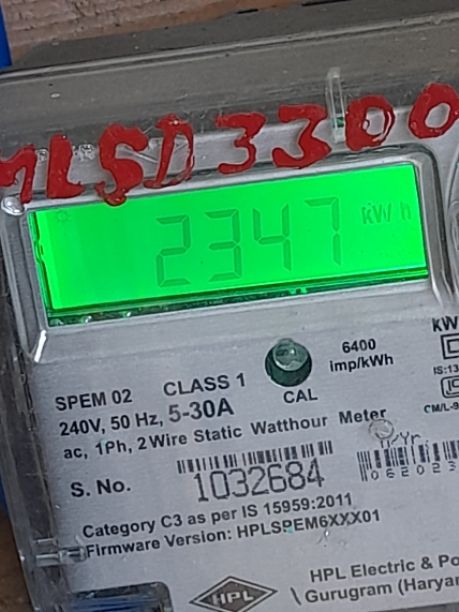 MLSD3300
2347 kWh
6400
imp/kWh
KW
SPEM 02 CLASS 1
CAL
240V, 50 Hz, 5-30A
ac, 1Ph, 2 Wire Static Watthour Meter
S. No.
1032684
062023
Category C3 as per IS 15959:2011
Firmware Version: HPLSPEM6XXX01
HPL
HPL Electric & Po
\ Gurugram (Haryan